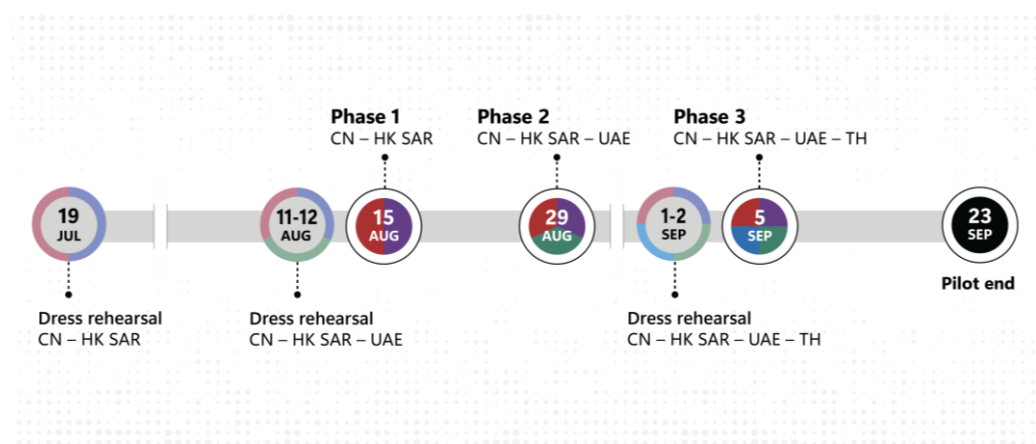 Phase 1
CN – HK SAR
Phase 2
CN – HK SAR – UAE
Phase 3
CN – HK SAR – UAE – TH
19
JUL
11-12
AUG
15
AUG
29
AUG
1-2
SEP
5
SEP
23
SEP
Pilot end
Dress rehearsal
CN – HK SAR
Dress rehearsal
CN – HK SAR – UAE
Dress rehearsal
CN – HK SAR – UAE – TH